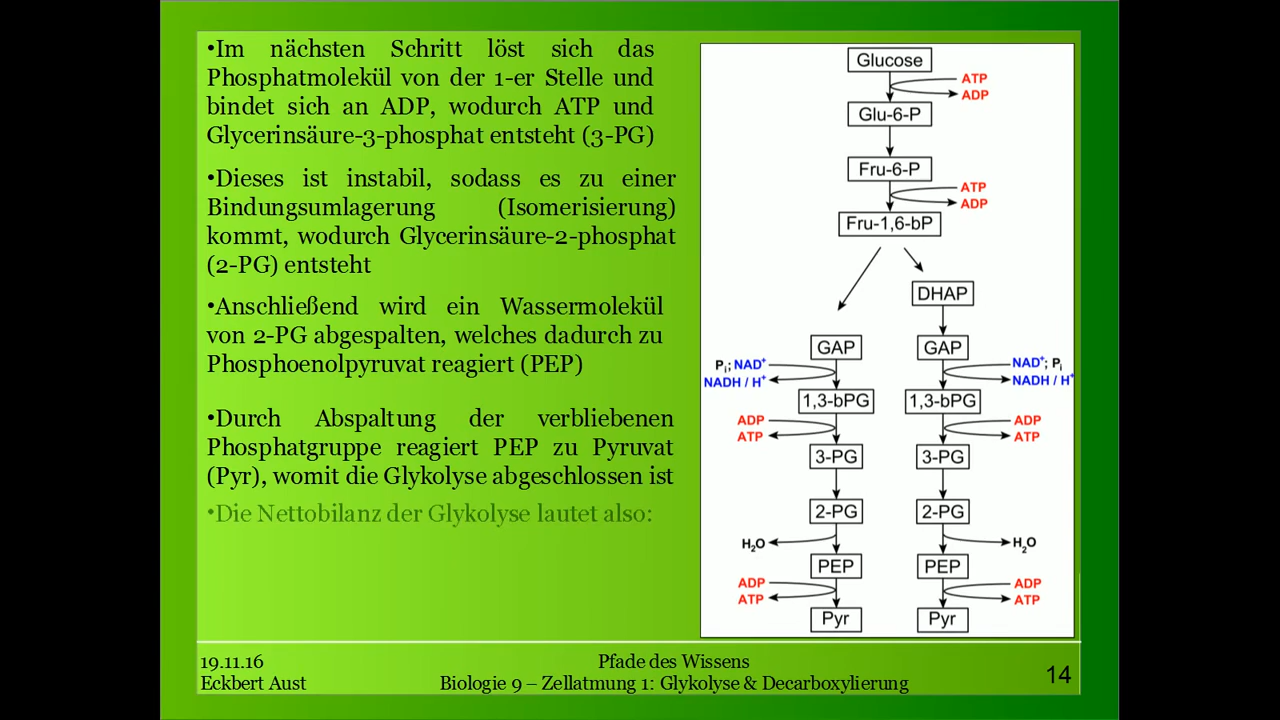 •Im nächsten Schritt löst sich das
Phosphatmolekül von der 1-er Stelle und
bindet sich an ADP, wodurch ATP und
Glycerinsäure-3-phosphat entsteht (3-PG)
•Dieses ist instabil, sodass es zu einer
Bindungsumlagerung (Isomerisierung)
kommt, wodurch Glycerinsäure-2-phosphat
(2-PG) entsteht
•Anschließend wird ein Wassermolekül
von 2-PG abgespalten, welches dadurch zu
Phosphoenolpyruvat reagiert (PEP)
•Durch Abspaltung der verbliebenen
Phosphatgruppe reagiert PEP zu Pyruvat
(Pyr), womit die Glykolyse abgeschlossen ist
•Die Nettobilanz der Glykolyse lautet also:
Glucose
ATP
ADP
Glu-6-P
Fru-6-P
ATP
ADP
Fru-1,6-bP
DHAP
GAP GAP
Pi; NAD+ NAD+; Pi
NADH / H+ NADH / H+
1,3-bPG 1,3-bPG
ADP ADP
ATP ATP
3-PG 3-PG
2-PG 2-PG
H2O H2O
PEP PEP
ADP ADP
ATP ATP
Pyr Pyr
19.11.16 Pfade des Wissens
Eckbert Aust Biologie 9 – Zellatmung 1: Glykolyse & Decarboxylierung 14